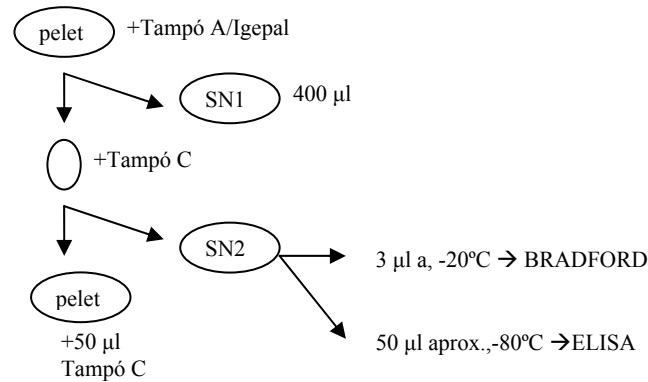 pelet
+Tampó A/Igepal
SN1
400 µl
+Tampó C
SN2
3 µl a, -20ºC → BRADFORD
pelet
+50 µl
Tampó C
50 µl aprox.,-80ºC →ELISA